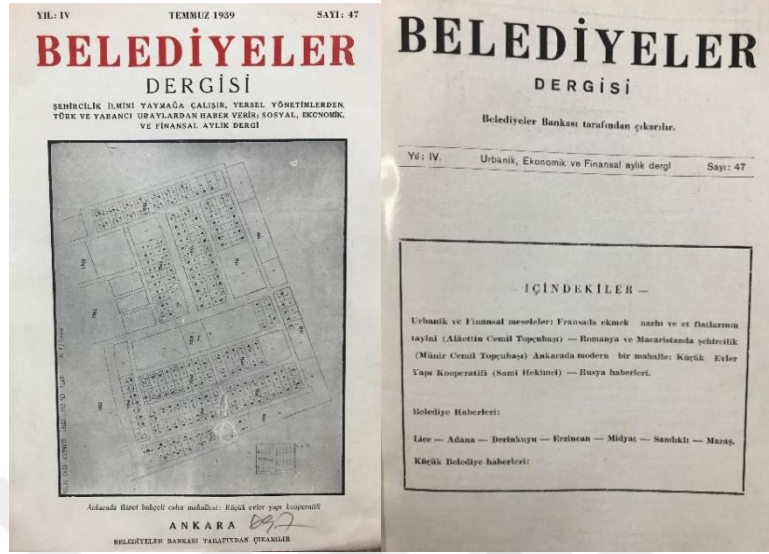 YIL: IV TEMMUZ 1939 SAYI: 47
BELEDİYELER
DERGİSİ
ŞEHİRCİLİK İLMİNİ YAYMAĞA ÇALIŞIR, YERSEL YÖNETİMLERDEN,
TÜRK VE YABANCI URAYLARDAN HABER VERİR; SOSYAL, EKONOMİK,
VE FİNANSAL AYLIK DERGİ
Ankarada füzel bahçeli evler mahallesi: Küçük evler yapı kooperatifi
ANKARA
BELEDİYELER BANKASI TARAFINDAN ÇIKARILIR
BELEDİYELER
DERGİSİ
Belediyeler Bankası tarafından çıkarılır.
Yıl: IV. Urbanik, Ekonomik ve Finansal aylık dergi Sayı: 47
— İÇİNDEKİLER —
Urbanik ve Finansal meseleler: Fransada ekmek narhı ve et fiatlarının
tayini (Alâettin Cemil Topçubaşı) — Romanya ve Macaristanda şehircilik
(Münir Cemil Topçubaşı) Ankarada modern bir mahalle: Küçük Evler
Yapı Kooperatifi (Sami Hekimci) — Rusya haberleri.
Belediye Haberleri:
Lice — Adana — Derinkuyu — Erzincan — Midyat — Sandıklı — Maraş.
Küçük Belediye haberleri: